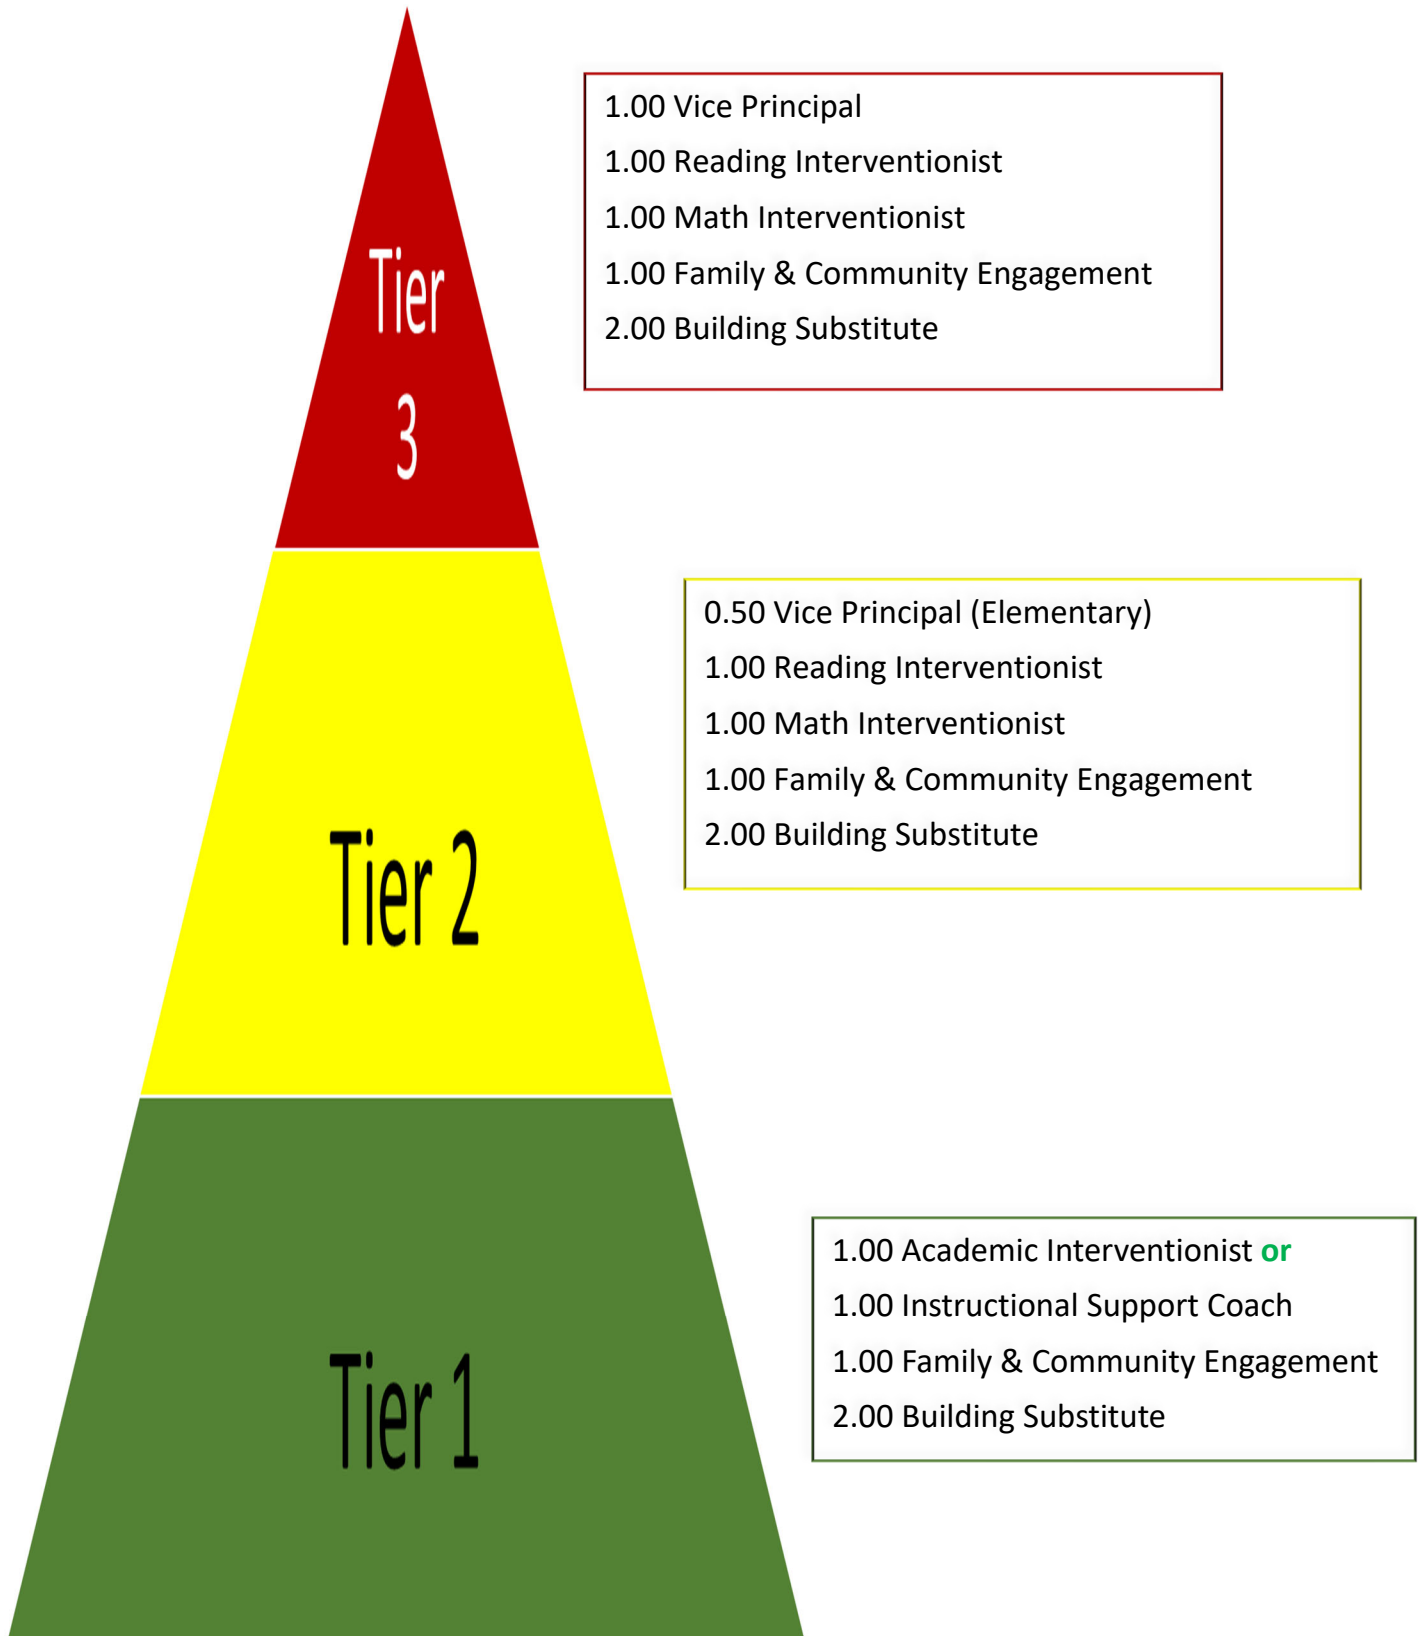 Tier
3
1.00 Vice Principal
1.00 Reading Interventionist
1.00 Math Interventionist
1.00 Family & Community Engagement
2.00 Building Substitute
Tier 2
0.50 Vice Principal (Elementary)
1.00 Reading Interventionist
1.00 Math Interventionist
1.00 Family & Community Engagement
2.00 Building Substitute
Tier 1
1.00 Academic Interventionist or
1.00 Instructional Support Coach
1.00 Family & Community Engagement
2.00 Building Substitute